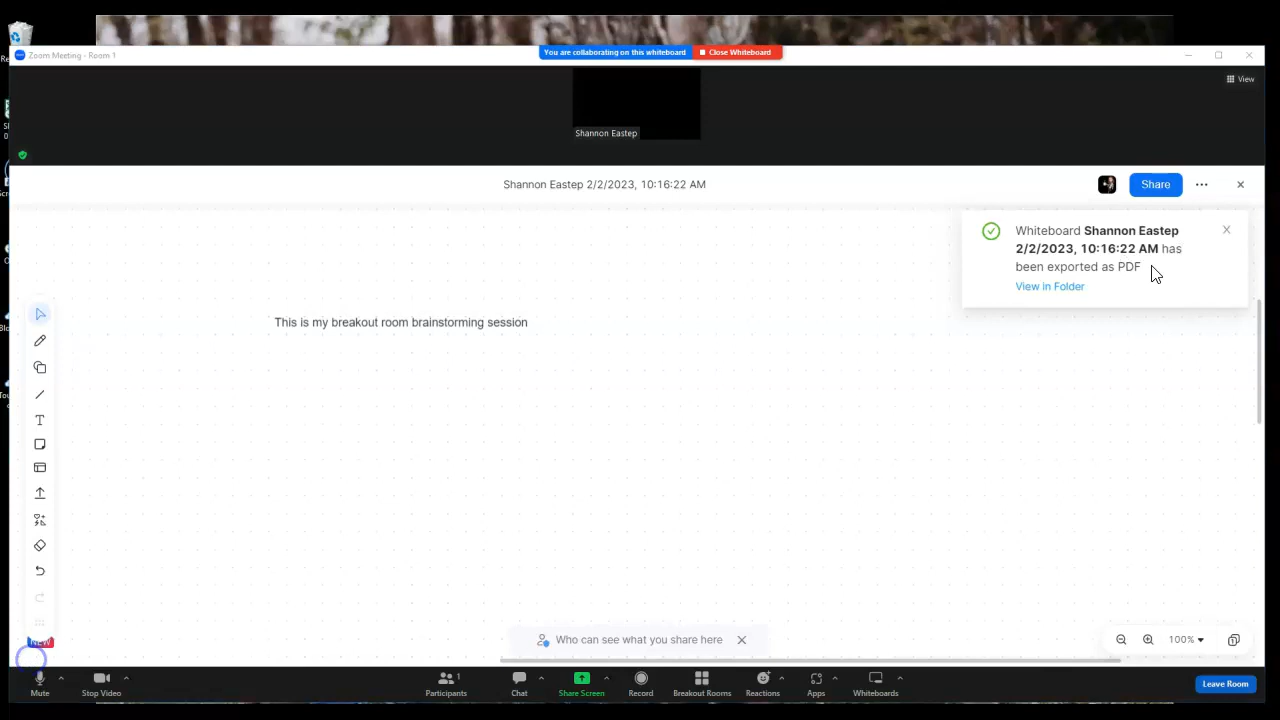 Zoom Meeting - Room 1
You are collaborating on this whiteboard
Close Whiteboard
View
Shannon Eastep
Shannon Eastep 2/2/2023, 10:16:22 AM
Share
Whiteboard Shannon Eastep
2/2/2023, 10:16:22 AM has
been exported as PDF
View in Folder
This is my breakout room brainstorming session
NEW
Who can see what you share here
100%
Mute
Stop Video
1
Participants
Chat
Share Screen
Record
Breakout Rooms
Reactions
Apps
Whiteboards
Leave Room